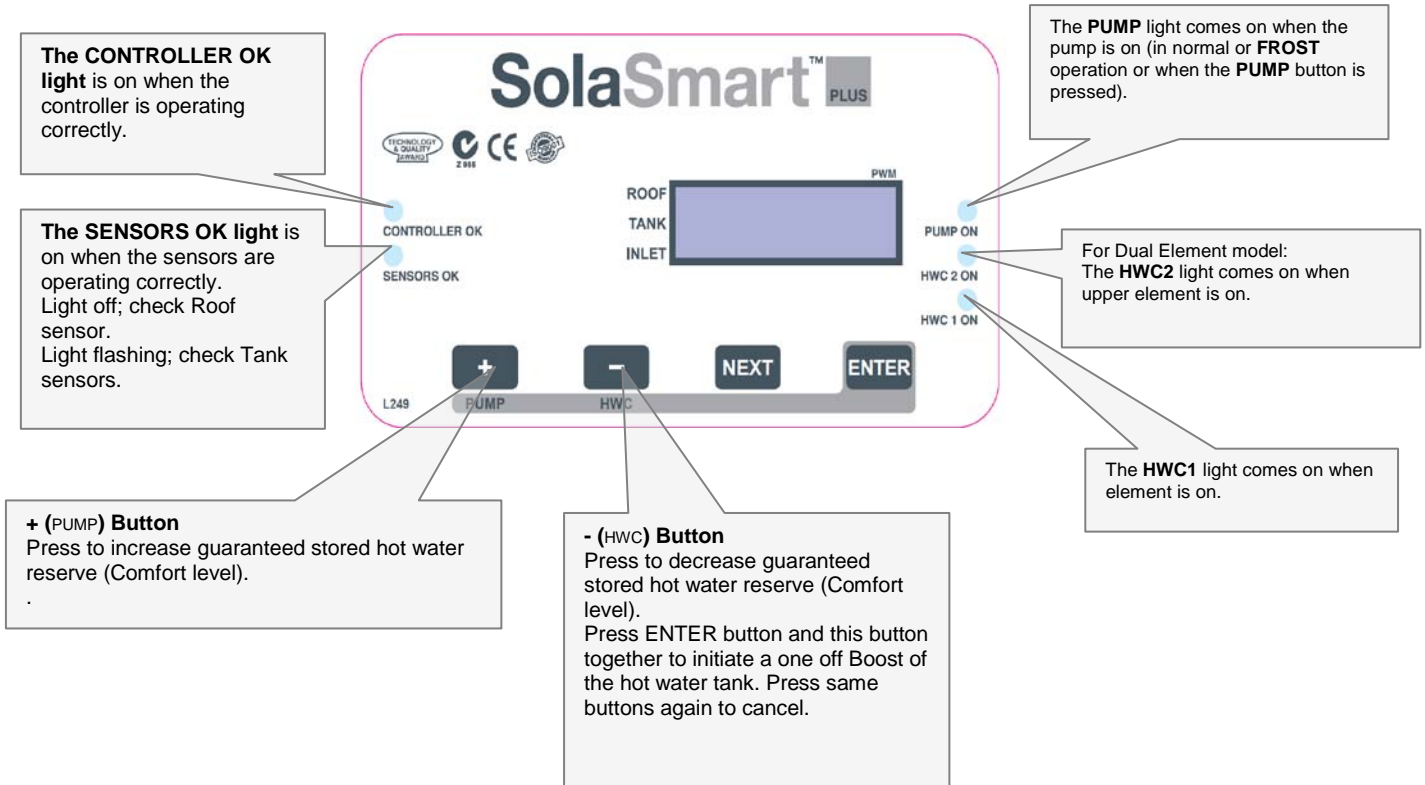 The CONTROLLER OK
light is on when the
controller is operating
correctly.
The SENSORS OK light is
on when the sensors are
operating correctly.
Light off; check Roof
sensor.
Light flashing; check Tank
sensors.
SolaSmart™ PLUS
TECHNOLOGY
& QUALITY
AWARD
Z 965
CE
PWM
ROOF
TANK
INLET
CONTROLLER OK
SENSORS OK
PUMP ON
HWC 2 ON
HWC 1 ON
+
-
NEXT
ENTER
L249
PUMP
HWC
The PUMP light comes on when the
pump is on (in normal or FROST
operation or when the PUMP button is
pressed).
For Dual Element model:
The HWC2 light comes on when
upper element is on.
The HWC1 light comes on when
element is on.
+ (PUMP) Button
Press to increase guaranteed stored hot water
reserve (Comfort level).
.
- (HWC) Button
Press to decrease guaranteed
stored hot water reserve (Comfort
level).
Press ENTER button and this button
together to initiate a one off Boost of
the hot water tank. Press same
buttons again to cancel.